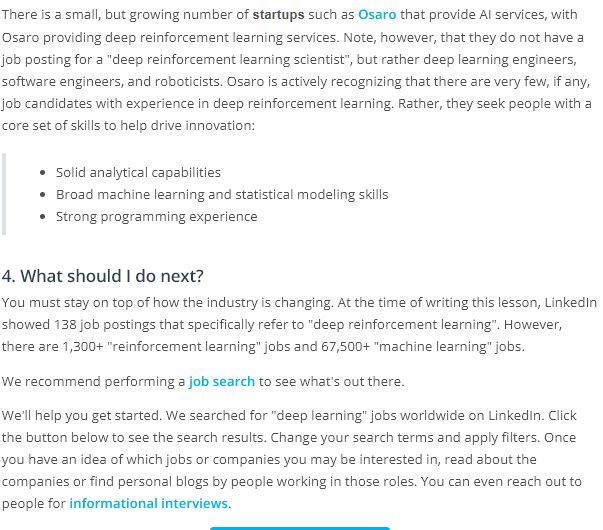 There is a small, but growing number of startups such as Osaro that provide AI services, with
Osaro providing deep reinforcement learning services. Note, however, that they do not have a
job posting for a "deep reinforcement learning scientist", but rather deep learning engineers,
software engineers, and roboticists. Osaro is actively recognizing that there are very few, if any,
job candidates with experience in deep reinforcement learning. Rather, they seek people with a
core set of skills to help drive innovation:
• Solid analytical capabilities
• Broad machine learning and statistical modeling skills
• Strong programming experience
4. What should I do next?
You must stay on top of how the industry is changing. At the time of writing this lesson, LinkedIn
showed 138 job postings that specifically refer to "deep reinforcement learning". However,
there are 1,300+ "reinforcement learning" jobs and 67,500+ "machine learning" jobs.
We recommend performing a job search to see what's out there.
We'll help you get started. We searched for "deep learning" jobs worldwide on LinkedIn. Click
the button below to see the search results. Change your search terms and apply filters. Once
you have an idea of which jobs or companies you may be interested in, read about the
companies or find personal blogs by people working in those roles. You can even reach out to
people for informational interviews.